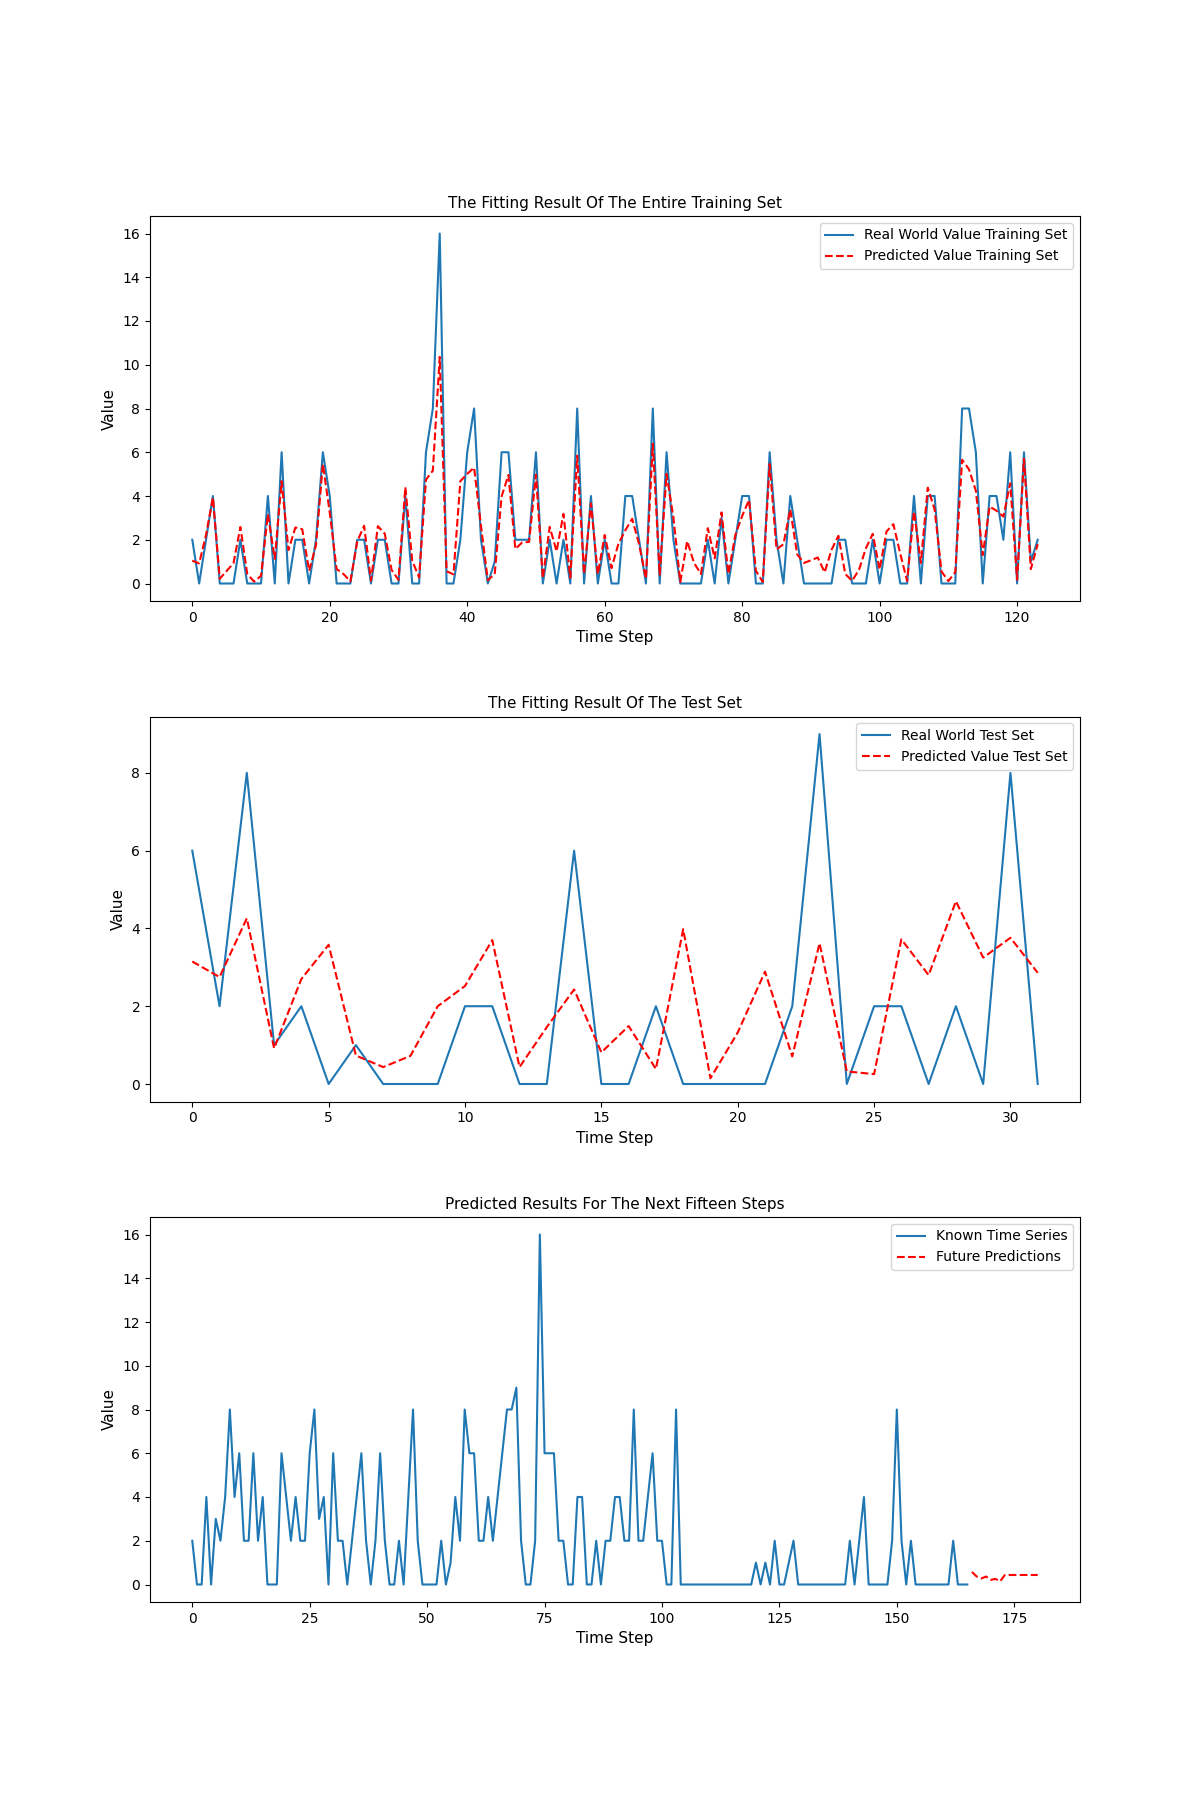 The Fitting Result Of The Entire Training Set
Real World Value Training Set
Predicted Value Training Set
16
14
12
10
8
6
4
2
0
Value
0 20 40 60 80 100 120
Time Step
The Fitting Result Of The Test Set
Real World Test Set
Predicted Value Test Set
8
6
4
2
0
Value
0 5 10 15 20 25 30
Time Step
Predicted Results For The Next Fifteen Steps
Known Time Series
Future Predictions
16
14
12
10
8
6
4
2
0
Value
0 25 50 75 100 125 150 175
Time Step